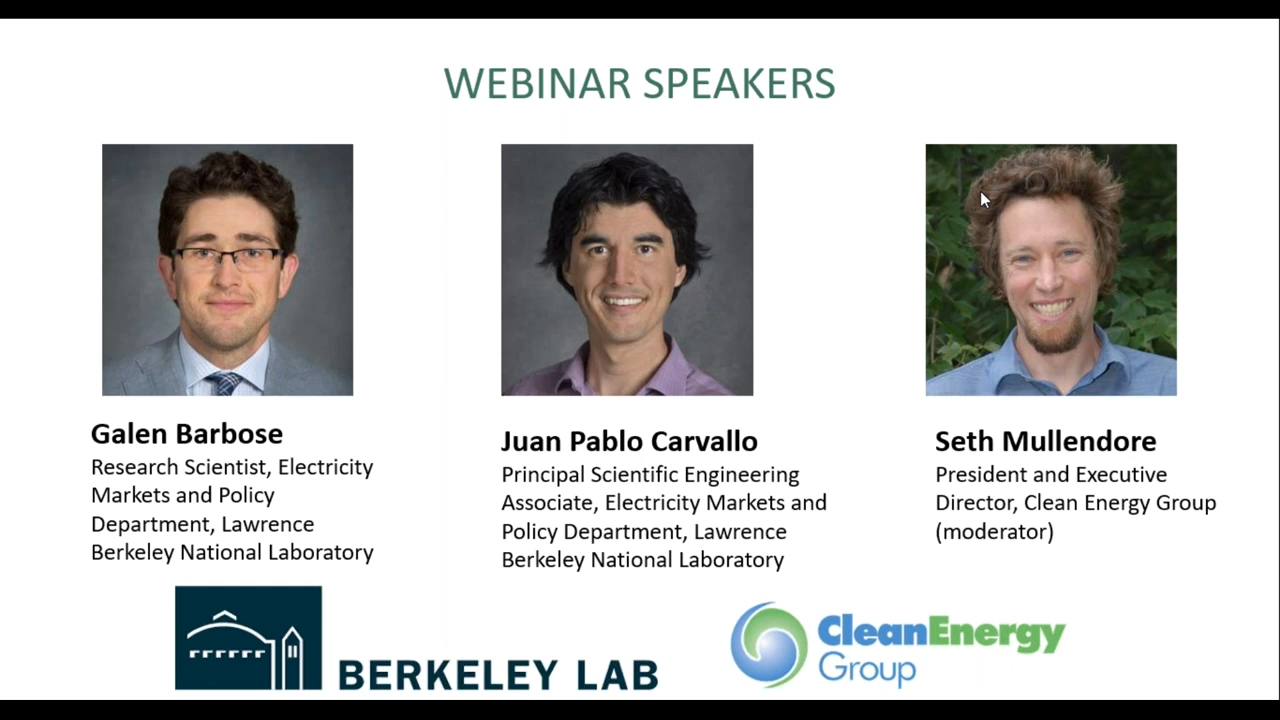 WEBINAR SPEAKERS
Galen Barbose
Research Scientist, Electricity
Markets and Policy
Department, Lawrence
Berkeley National Laboratory
Juan Pablo Carvallo
Principal Scientific Engineering
Associate, Electricity Markets and
Policy Department, Lawrence
Berkeley National Laboratory
Seth Mullendore
President and Executive
Director, Clean Energy Group
(moderator)
BERKELEY LAB
CleanEnergy
Group